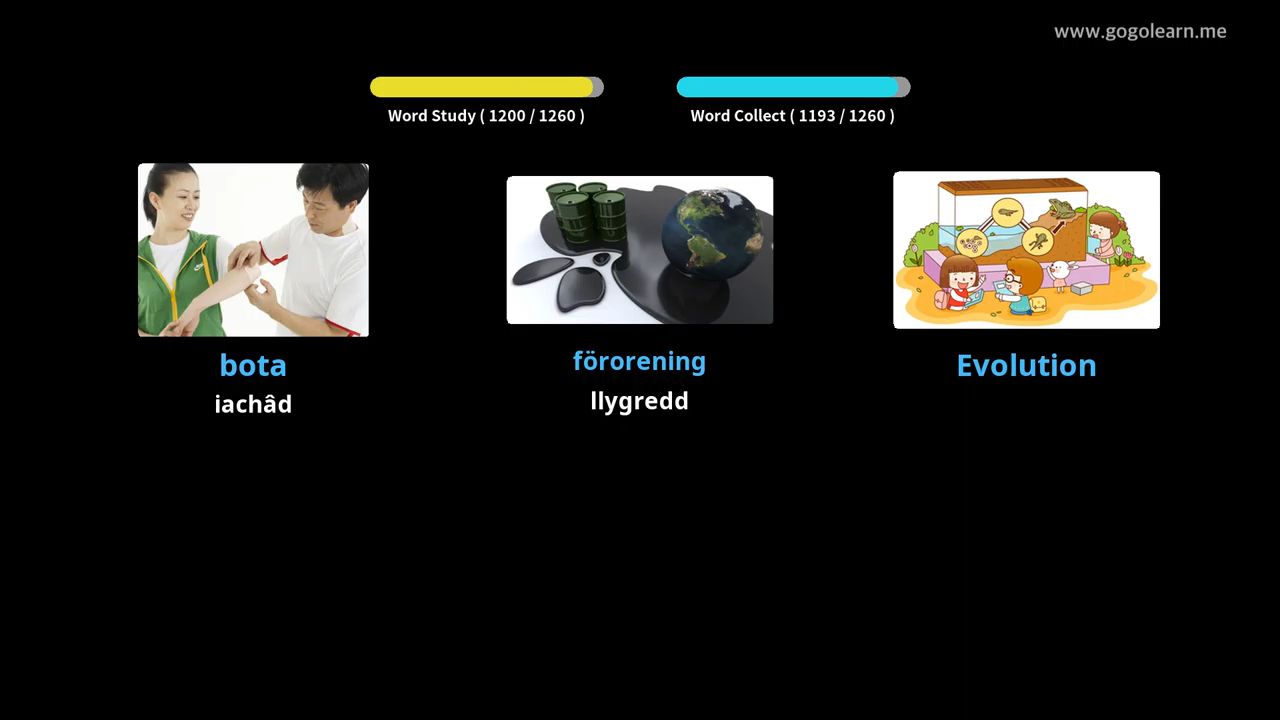 www.gogolearn.me
Word Study ( 1200 / 1260 )
Word Collect ( 1193 / 1260 )
bota
iachâd
förorening
llygredd
Evolution